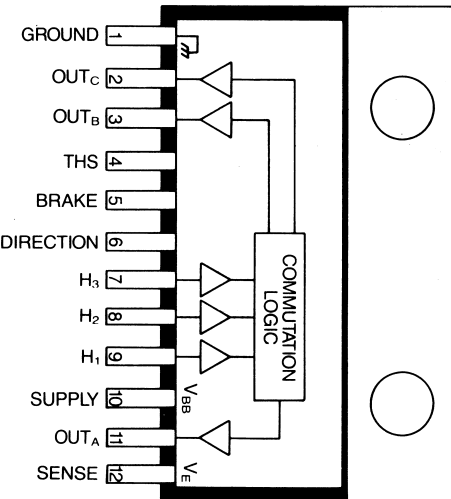 GROUND 1
OUTC 2
OUTB 3
THS 4
BRAKE 5
DIRECTION 6
H3 7
H2 8
H1 9
SUPPLY 10 VBB
OUTA 11
SENSE 12 VE
COMMUTATION
LOGIC